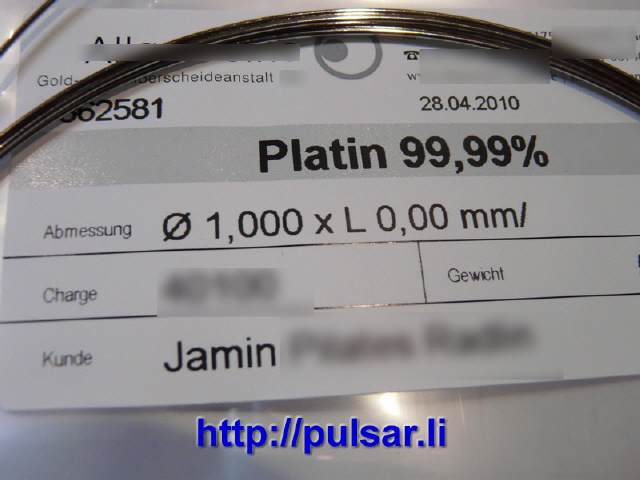 Gold-
scheideanstalt
62581
28.04.2010
Platin 99,99%
Abmessung Ø 1,000 x L 0,00 mm/
Charge
Gewicht
Kunde Jamin
http://pulsar.li